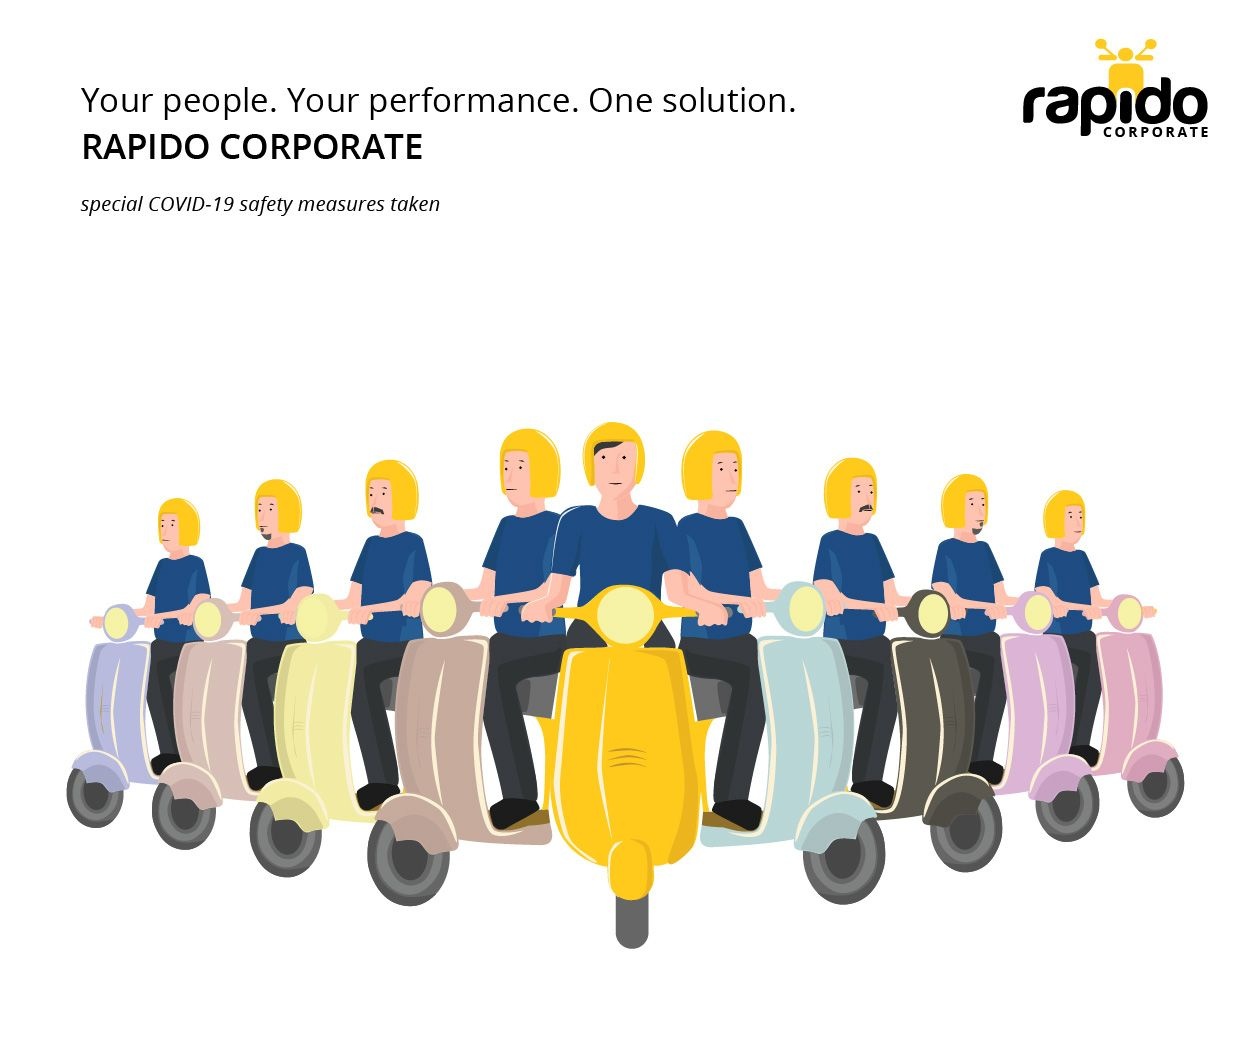 Your people. Your performance. One solution.
RAPIDO CORPORATE
special COVID-19 safety measures taken
rapido
CORPORATE